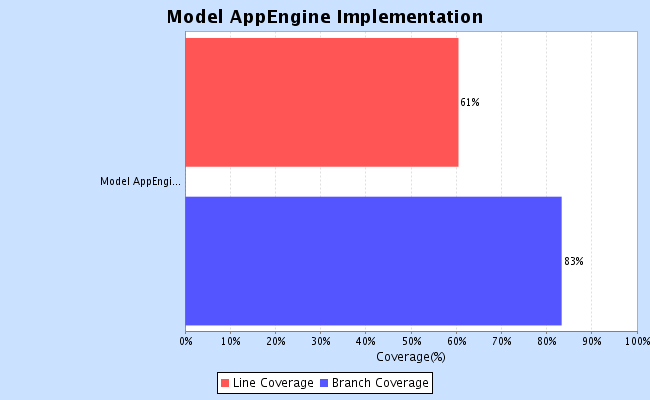 Model AppEngine Implementation
61%
Model AppEngi...
83%
0% 10% 20% 30% 40% 50% 60% 70% 80% 90% 100%
Coverage(%)
Line Coverage Branch Coverage